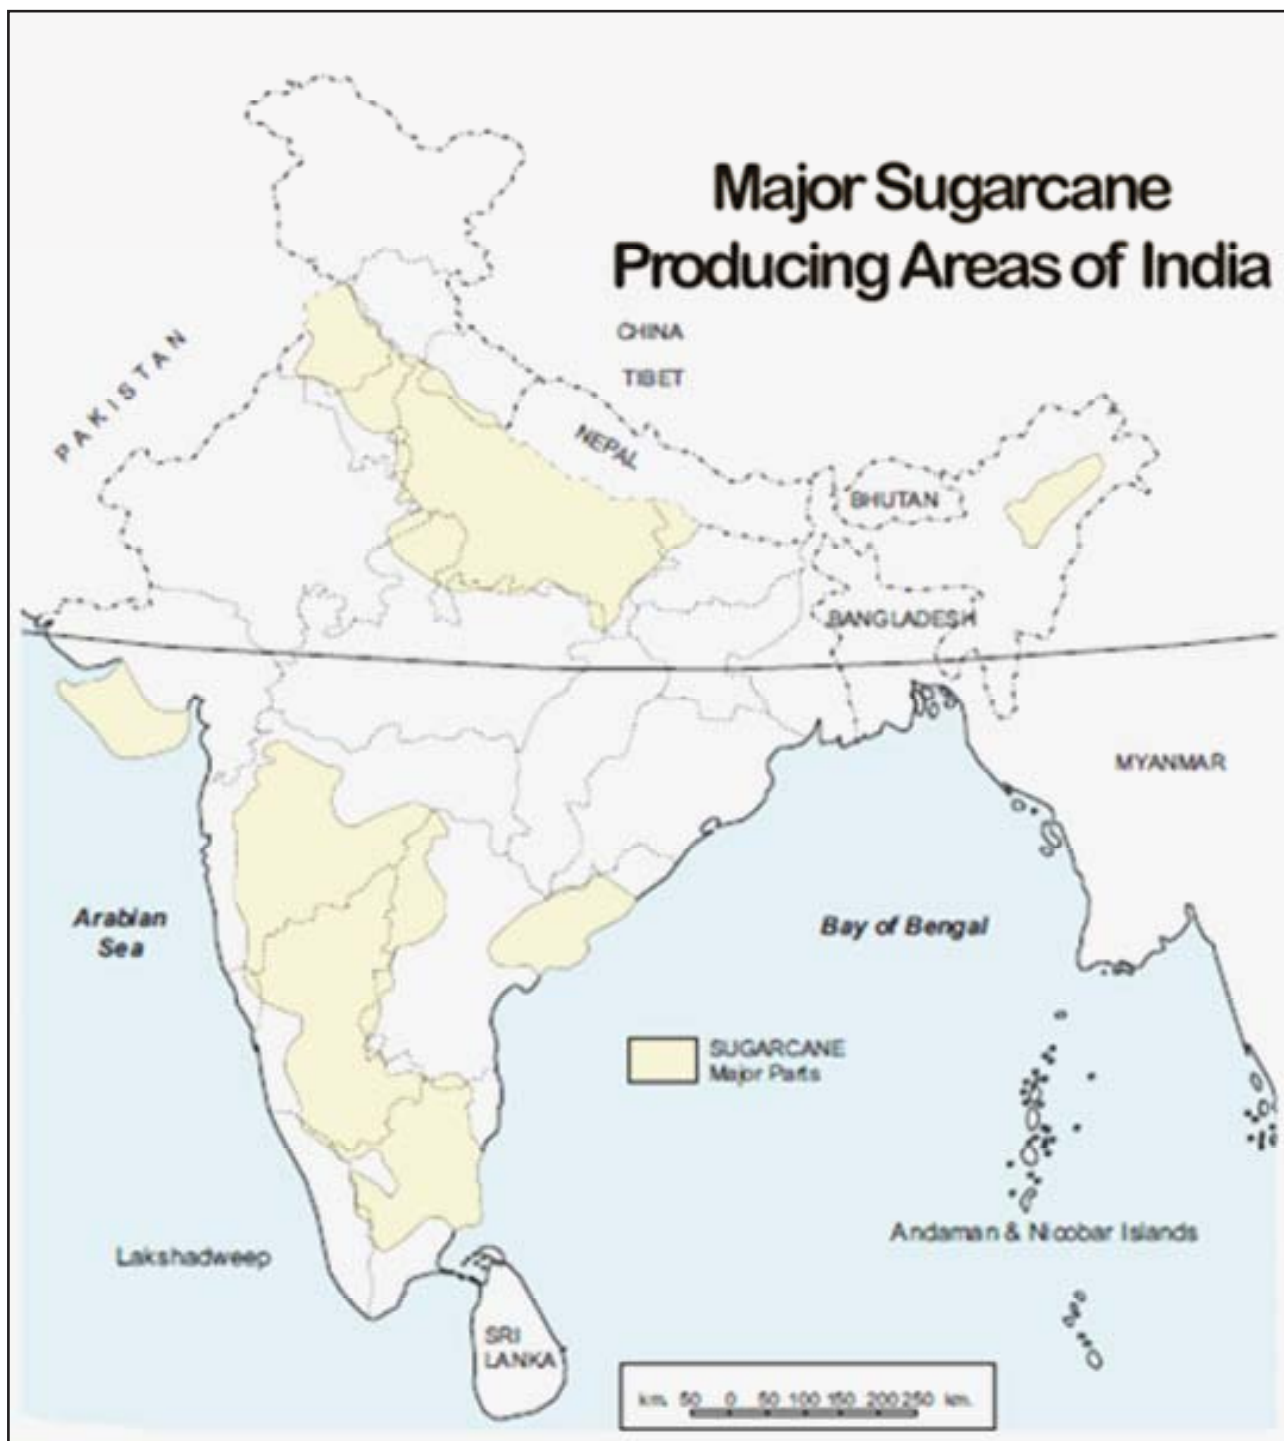 Major Sugarcane
Producing Areas of India
CHINA
TIBET
PAKISTAN
NEPAL
BHUTAN
BANGLADESH
MYANMAR
Arabian
Sea
Bay of Bengal
SUGARCANE
Major Parts
Andaman & Nicobar Islands
Lakshadweep
SRI
LANKA
km. 50 0 50 100 150 200 250 km.